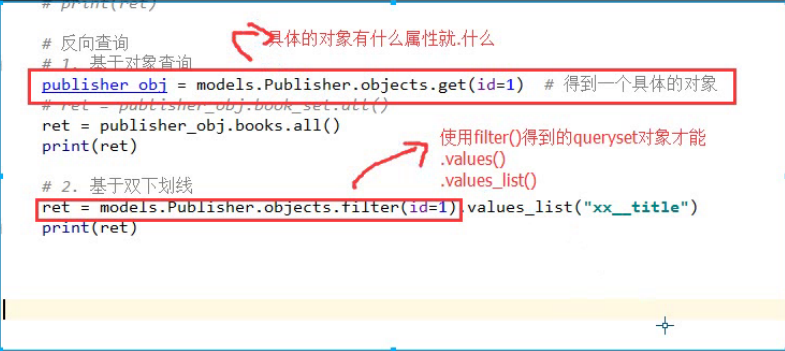 # print(ret)
具体的对象有什么属性就.什么
# 反向查询
# 1. 基于对象查询
publisher_obj = models.Publisher.objects.get(id=1)  # 得到一个具体的对象
# ret = publisher_obj.book_set.all()
ret = publisher_obj.books.all()
print(ret)
使用filter()得到的queryset对象才能
.values()
.values_list()
# 2. 基于双下划线
ret = models.Publisher.objects.filter(id=1).values_list("xx__title")
print(ret)